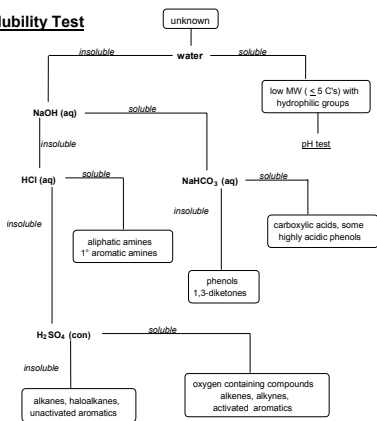 lubility Test
unknown
insoluble
soluble
water
low MW ( < 5 C's) with
hydrophilic groups
pH test
NaOH (aq)
soluble
insoluble
HCl (aq)
soluble
NaHCO3 (aq)
soluble
insoluble
insoluble
aliphatic amines
1° aromatic amines
carboxylic acids, some
highly acidic phenols
phenols
1,3-diketones
H2SO4 (con)
soluble
insoluble
alkanes, haloalkanes,
unactivated aromatics
oxygen containing compounds
alkenes, alkynes,
activated aromatics